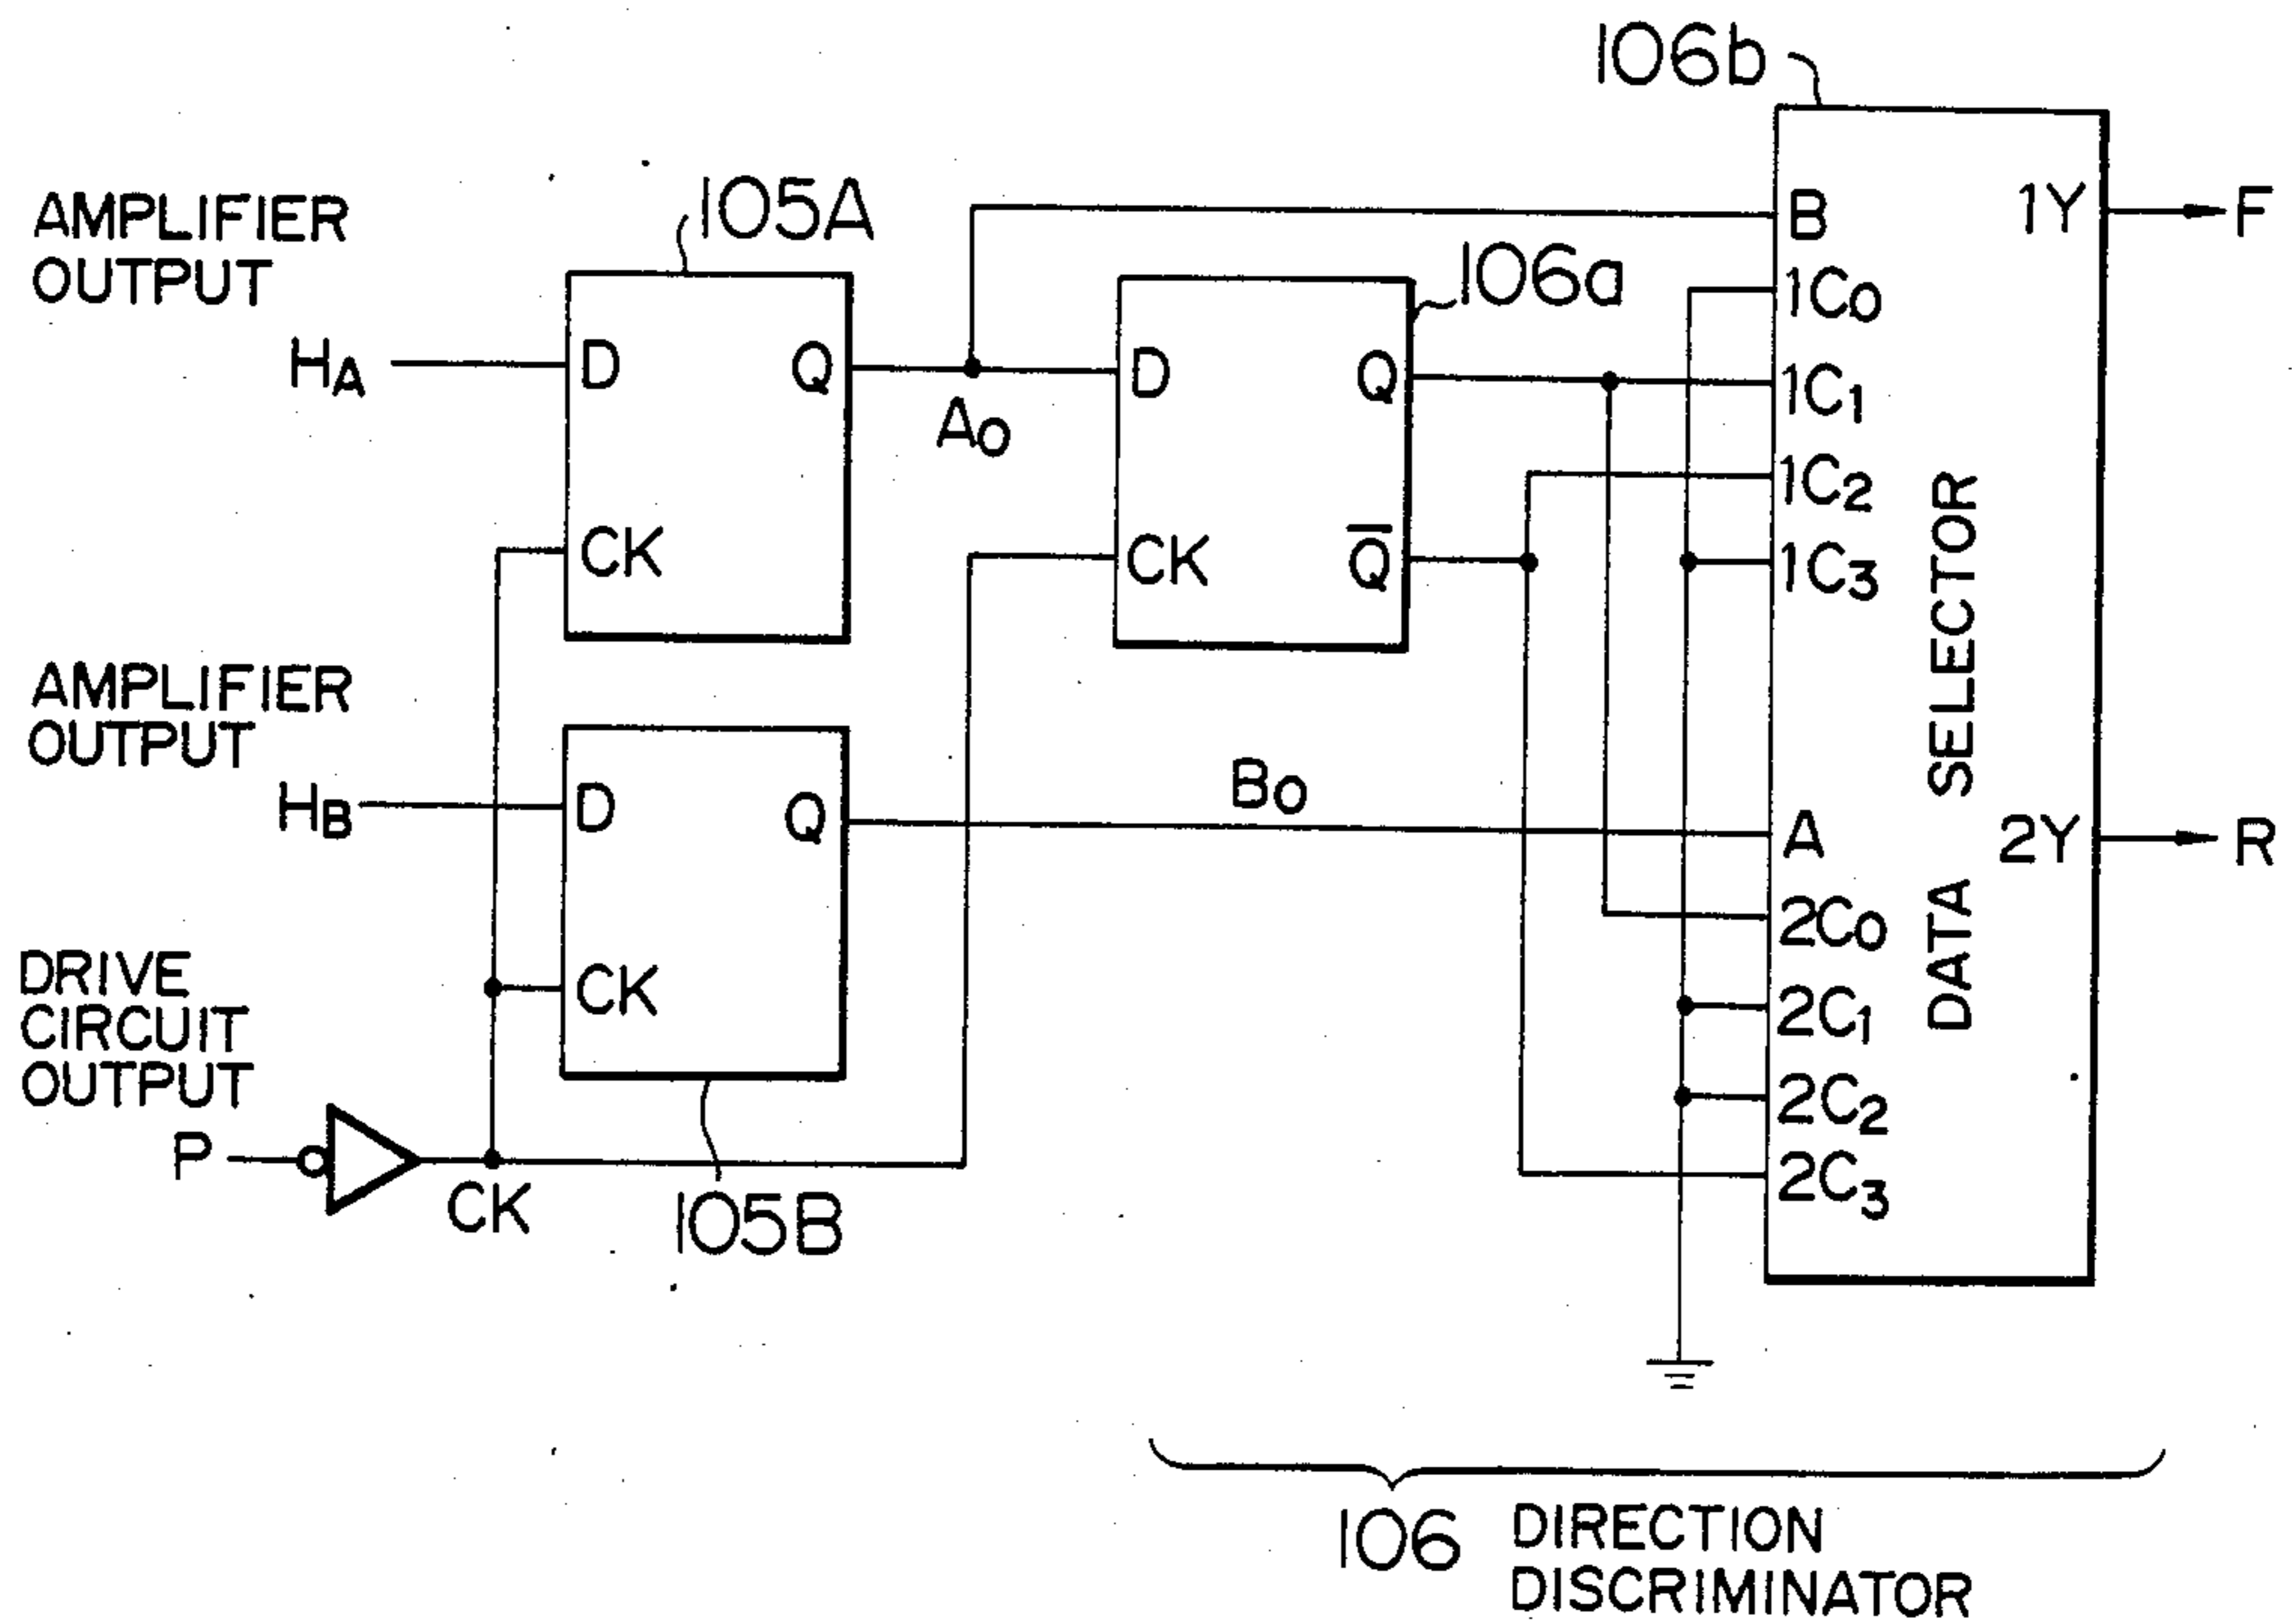 106b
AMPLIFIER
OUTPUT
105A
B
1Y
F
106a
1C0
HA
D
Q
D
Q
1C1
A0
1C2
CK
CK
Q̅
1C3
AMPLIFIER
OUTPUT
HB
D
Q
B0
A
2Y
R
DATA SELECTOR
2C0
DRIVE
CIRCUIT
OUTPUT
CK
2C1
2C2
P
CK
105B
2C3
106 DIRECTION
DISCRIMINATOR